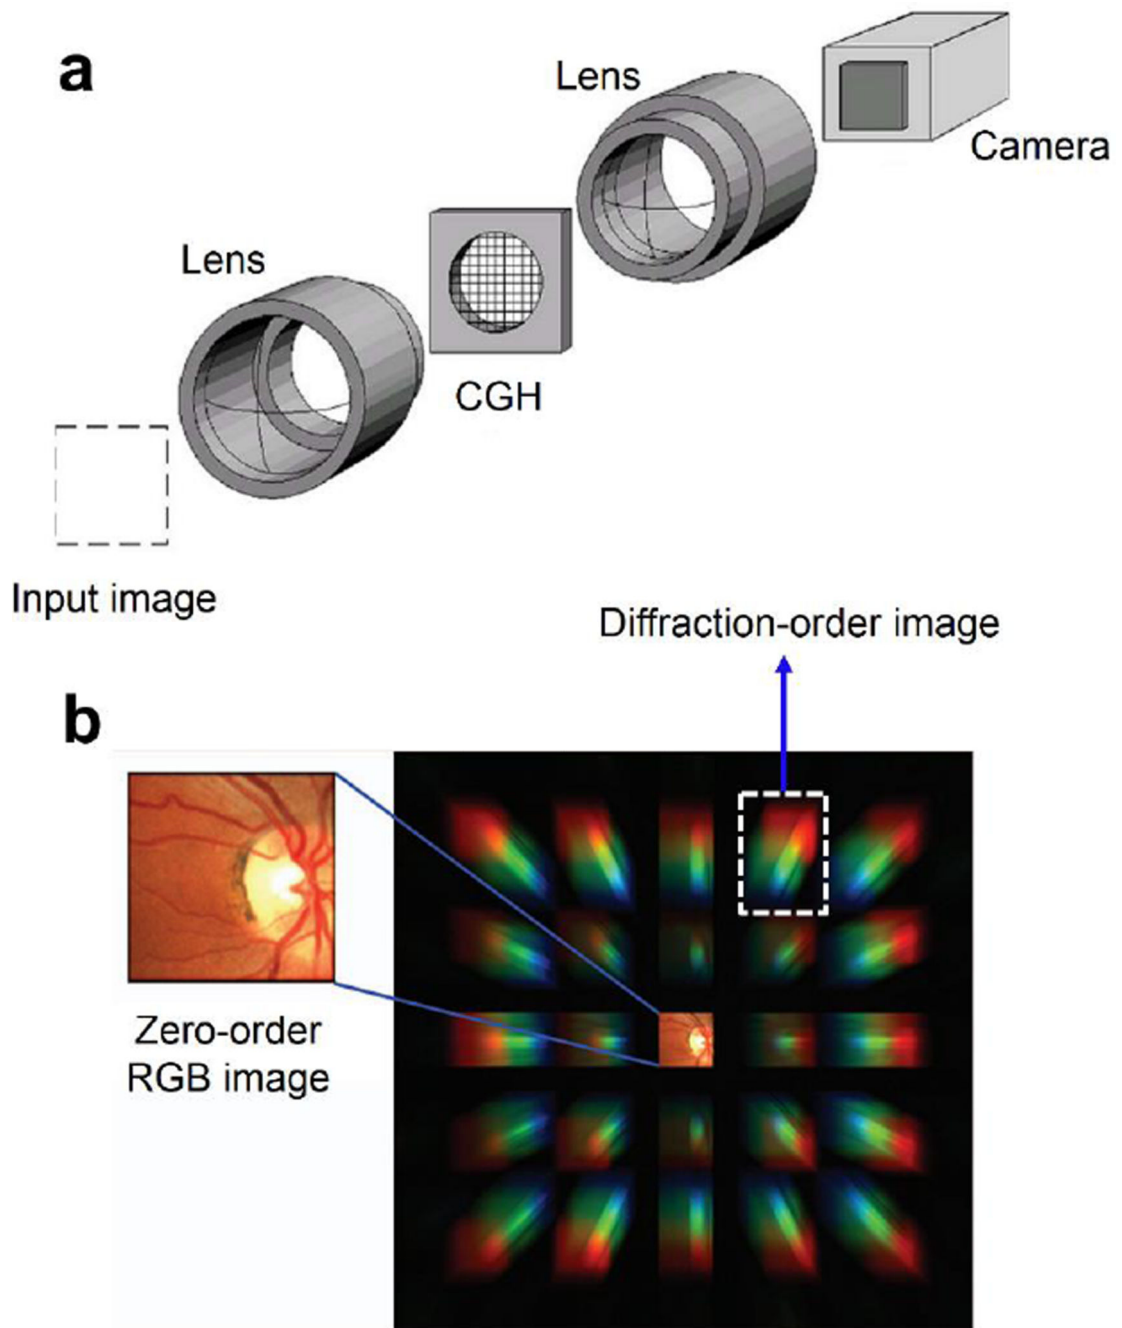 a
Lens
Camera
Lens
CGH
Input image
Diffraction-order image
b
Zero-order
RGB image